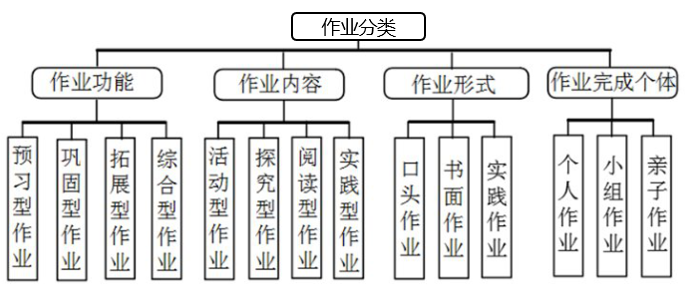 作业分类
作业功能
作业内容
作业形式
作业完成个体
预习型作业
巩固型作业
拓展型作业
综合型作业
活动型作业
探究型作业
阅读型作业
实践型作业
口头作业
书面作业
实践作业
个人作业
小组作业
亲子作业